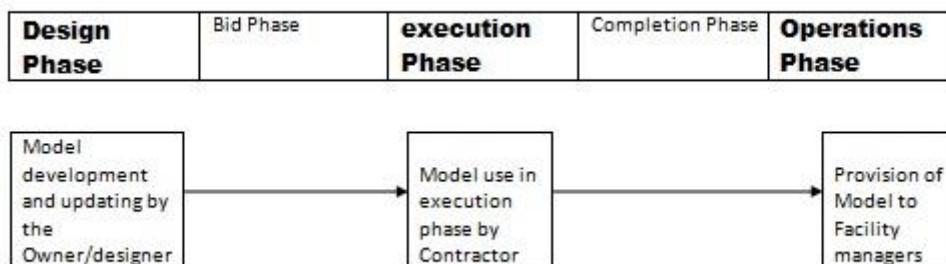 Design
Phase
Bid Phase
execution
Phase
Completion Phase
Operations
Phase
Model
development
and updating by
the
Owner/designer
Model use in
execution
phase by
Contractor
Provision of
Model to
Facility
managers